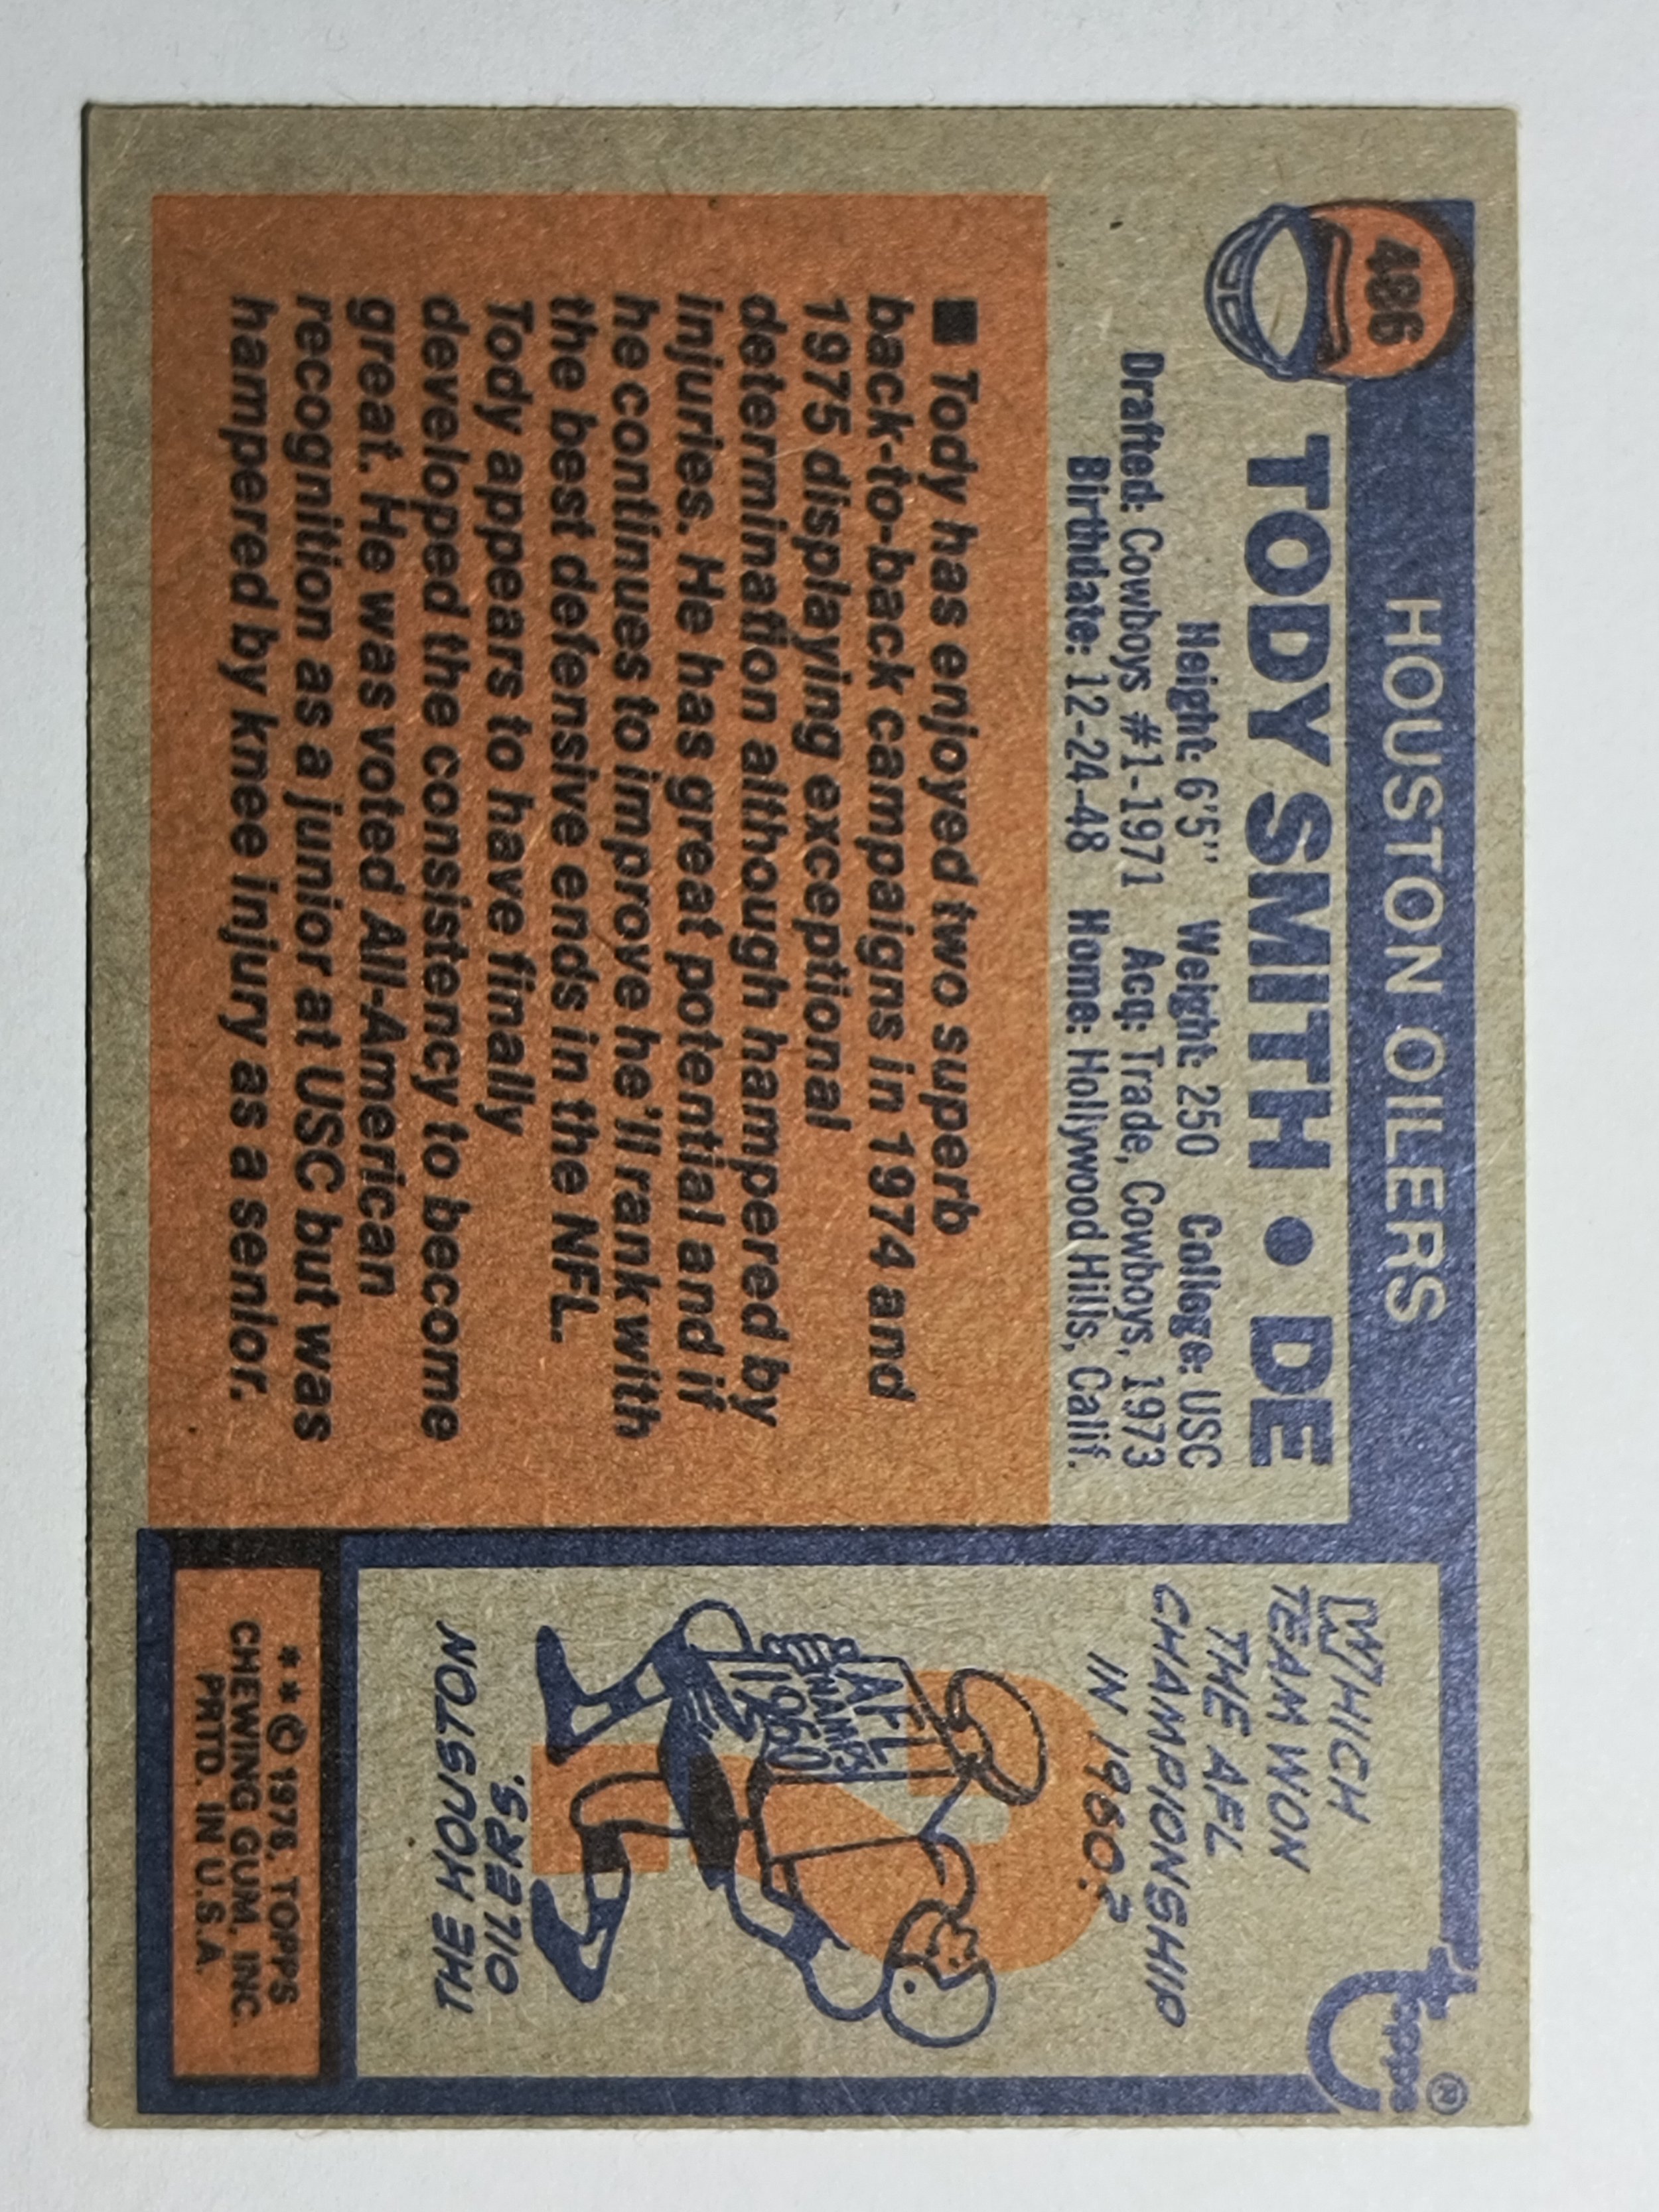 486
HOUSTON OILERS
TODY SMITH • DE
Height: 6'5" Weight: 250 College: USC
Drafted: Cowboys #1-1971 Acq: Trade, Cowboys, 1973
Birthdate: 12-24-48 Home: Hollywood Hills, Calif.
■ Tody has enjoyed two superb
back-to-back campaigns in 1974 and
1975 displaying exceptional
determination although hampered by
injuries. He has great potential and if
he continues to improve he'll rank with
the best defensive ends in the NFL.
Tody appears to have finally
developed the consistency to become
great. He was voted All-American
recognition as a junior at USC but was
hampered by knee injury as a senior.
topps ®
WHICH
TEAM WON
THE AFL
CHAMPIONSHIP
IN 1960?
AFL
CHAMPS
1960
THE HOUSTON
OILERS.
* * © 1976, TOPPS
CHEWING GUM, INC.
PRTD. IN U.S.A.